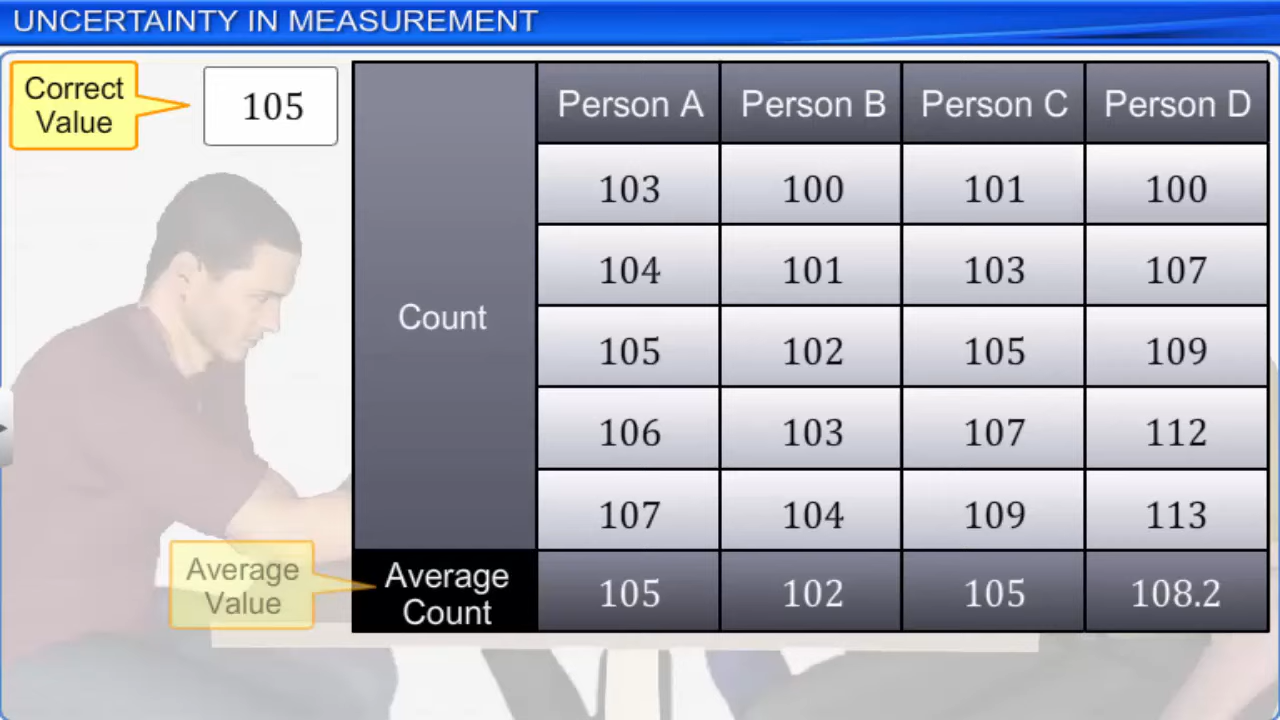 UNCERTAINTY IN MEASUREMENT
Correct
Value
105
Person A Person B Person C Person D
103 100 101 100
104 101 103 107
Count
105 102 105 109
106 103 107 112
107 104 109 113
Average
Value
Average
Count
105 102 105 108.2